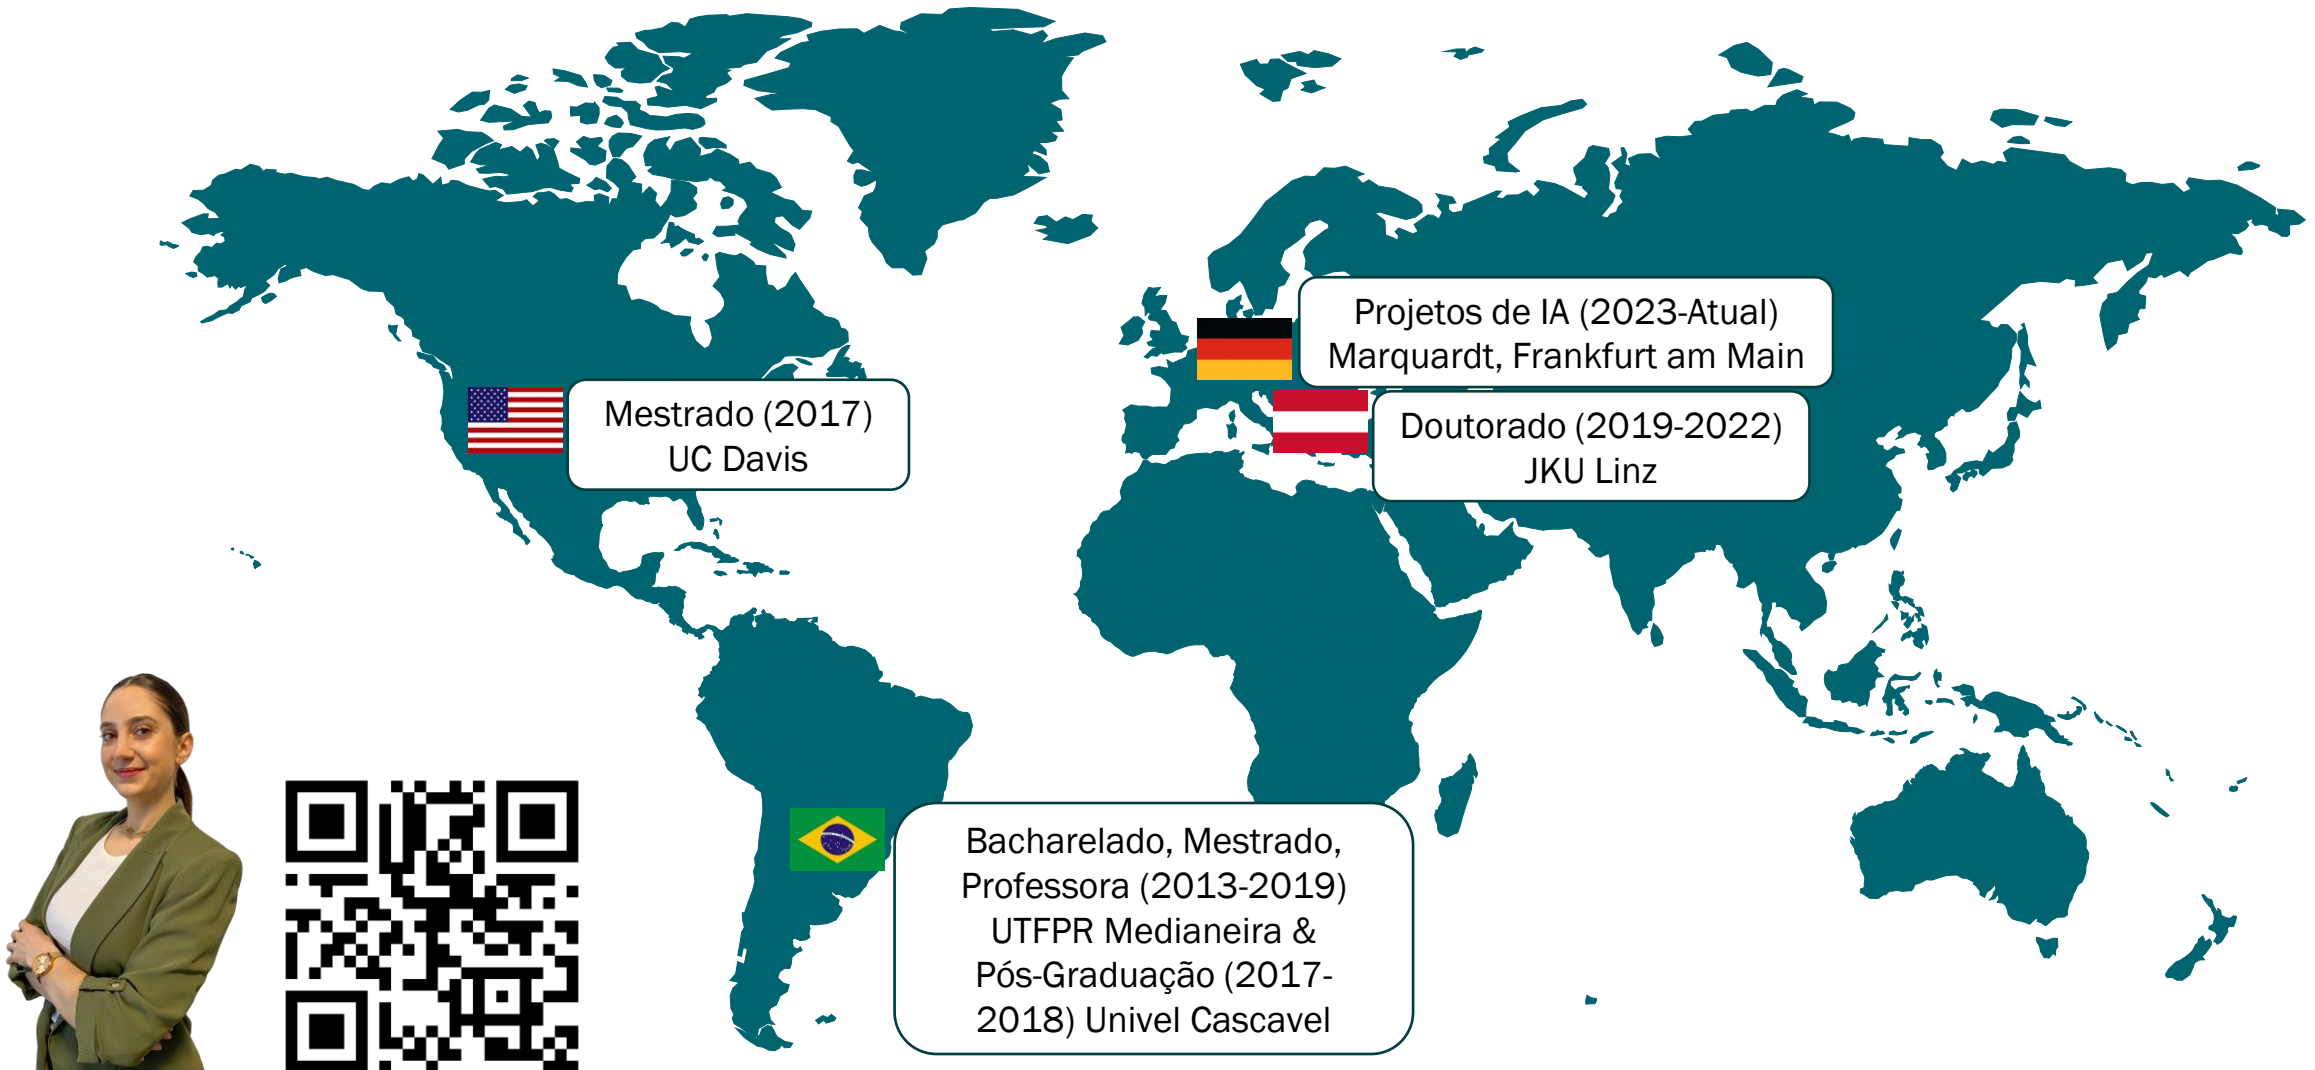 Projetos de IA (2023-Atual)
Marquardt, Frankfurt am Main
Mestrado (2017)
UC Davis
Doutorado (2019-2022)
JKU Linz
Bacharelado, Mestrado,
Professora (2013-2019)
UTFPR Medianeira &
Pós-Graduação (2017-
2018) Univel Cascavel